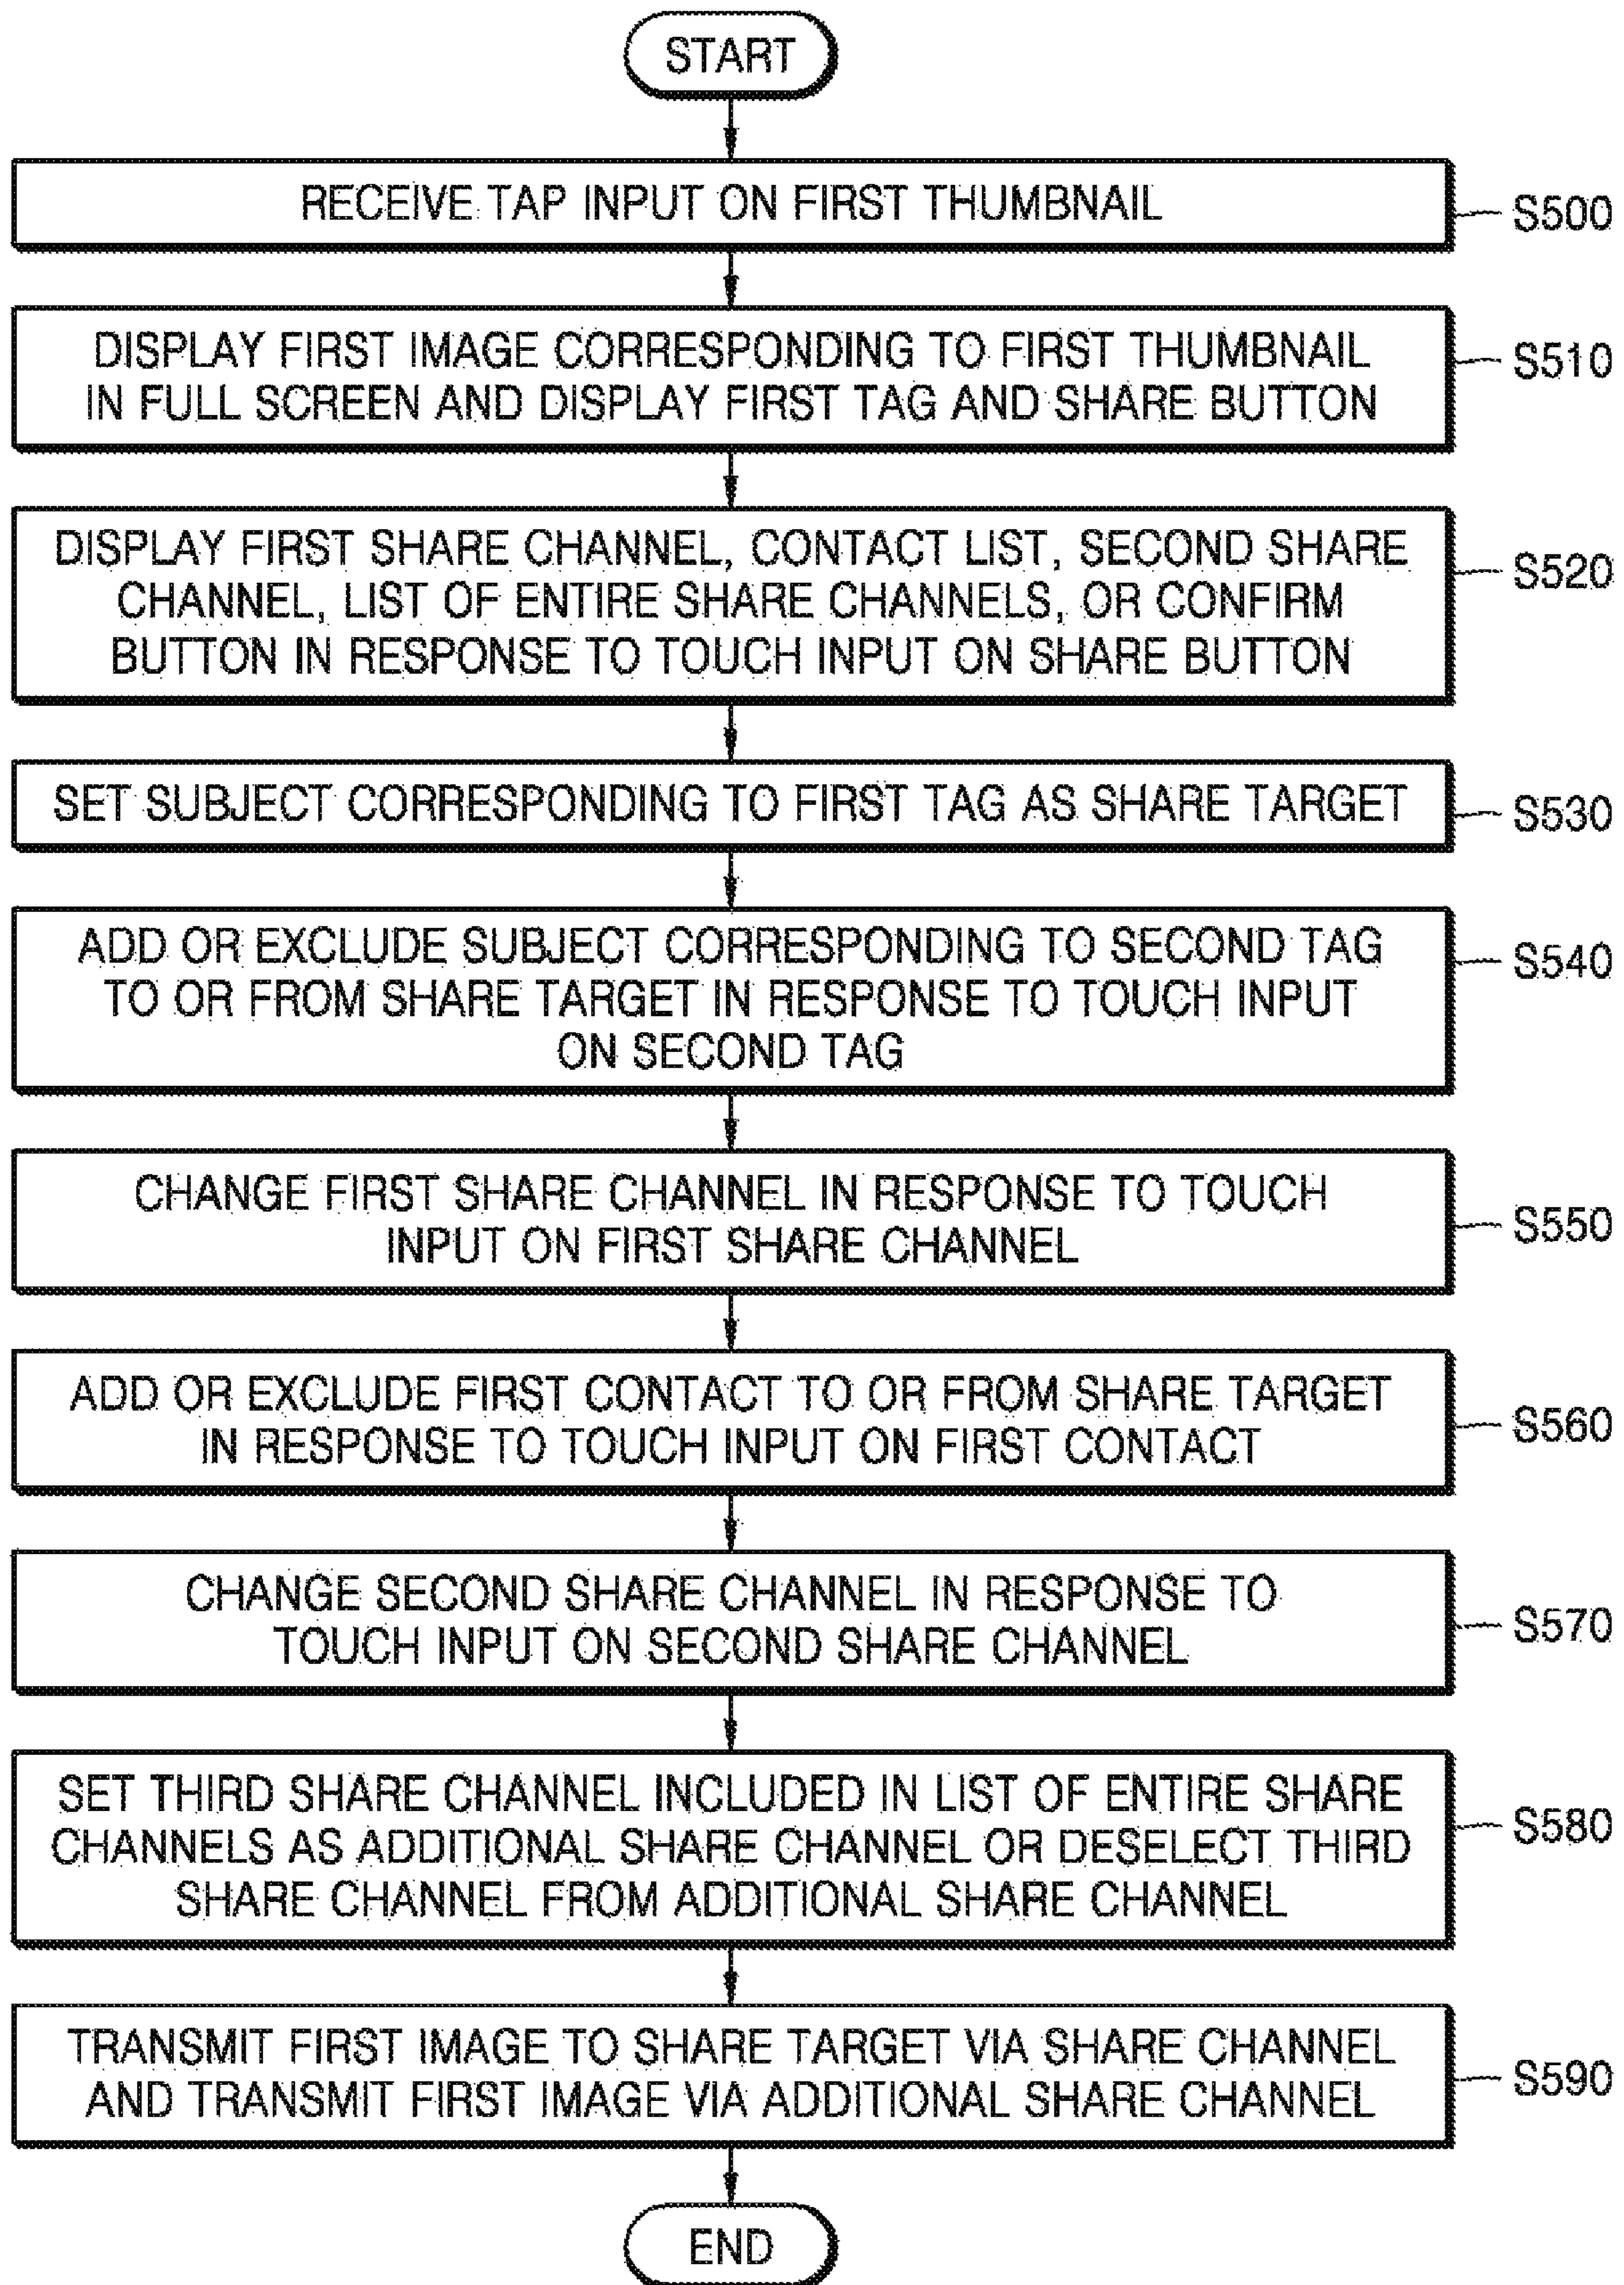 START
RECEIVE TAP INPUT ON FIRST THUMBNAIL
S500
DISPLAY FIRST IMAGE CORRESPONDING TO FIRST THUMBNAIL
IN FULL SCREEN AND DISPLAY FIRST TAG AND SHARE BUTTON
S510
DISPLAY FIRST SHARE CHANNEL, CONTACT LIST, SECOND SHARE
CHANNEL, LIST OF ENTIRE SHARE CHANNELS, OR CONFIRM
BUTTON IN RESPONSE TO TOUCH INPUT ON SHARE BUTTON
S520
SET SUBJECT CORRESPONDING TO FIRST TAG AS SHARE TARGET
S530
ADD OR EXCLUDE SUBJECT CORRESPONDING TO SECOND TAG
TO OR FROM SHARE TARGET IN RESPONSE TO TOUCH INPUT
ON SECOND TAG
S540
CHANGE FIRST SHARE CHANNEL IN RESPONSE TO TOUCH
INPUT ON FIRST SHARE CHANNEL
S550
ADD OR EXCLUDE FIRST CONTACT TO OR FROM SHARE TARGET
IN RESPONSE TO TOUCH INPUT ON FIRST CONTACT
S560
CHANGE SECOND SHARE CHANNEL IN RESPONSE TO
TOUCH INPUT ON SECOND SHARE CHANNEL
S570
SET THIRD SHARE CHANNEL INCLUDED IN LIST OF ENTIRE SHARE
CHANNELS AS ADDITIONAL SHARE CHANNEL OR DESELECT THIRD
SHARE CHANNEL FROM ADDITIONAL SHARE CHANNEL
S580
TRANSMIT FIRST IMAGE TO SHARE TARGET VIA SHARE CHANNEL
AND TRANSMIT FIRST IMAGE VIA ADDITIONAL SHARE CHANNEL
S590
END